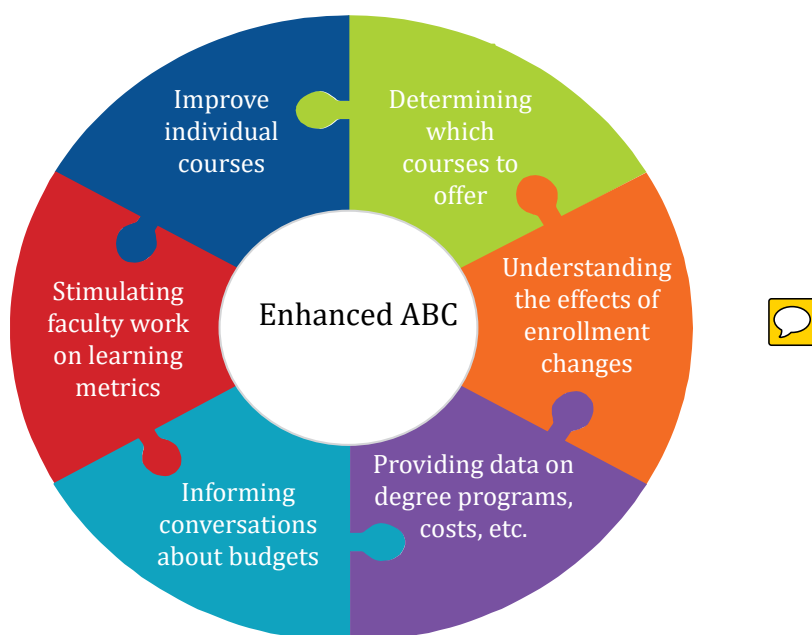 Improve
individual
courses
Determining
which
courses to
offer
Understanding
the effects of
enrollment
changes
Providing data on
degree programs,
costs, etc.
Informing
conversations
about budgets
Stimulating
faculty work
on learning
metrics
Enhanced ABC